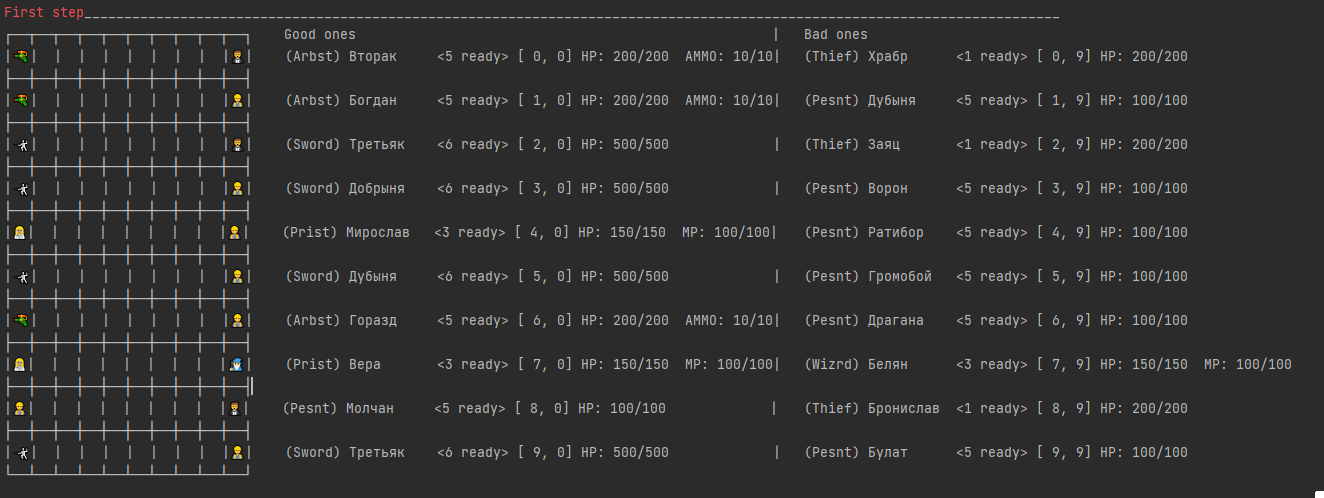 First step
Good ones | Bad ones
(Arbst) Вторак <5 ready> [ 0, 0] HP: 200/200 AMMO: 10/10| (Thief) Храбр <1 ready> [ 0, 9] HP: 200/200
(Arbst) Богдан <5 ready> [ 1, 0] HP: 200/200 AMMO: 10/10| (Pesnt) Дубыня <5 ready> [ 1, 9] HP: 100/100
(Sword) Третьяк <6 ready> [ 2, 0] HP: 500/500 | (Thief) Заяц <1 ready> [ 2, 9] HP: 200/200
(Sword) Добрыня <6 ready> [ 3, 0] HP: 500/500 | (Pesnt) Ворон <5 ready> [ 3, 9] HP: 100/100
(Prist) Мирослав <3 ready> [ 4, 0] HP: 150/150 MP: 100/100| (Pesnt) Ратибор <5 ready> [ 4, 9] HP: 100/100
(Sword) Дубыня <6 ready> [ 5, 0] HP: 500/500 | (Pesnt) Громобой <5 ready> [ 5, 9] HP: 100/100
(Arbst) Горазд <5 ready> [ 6, 0] HP: 200/200 AMMO: 10/10| (Pesnt) Драгана <5 ready> [ 6, 9] HP: 100/100
(Prist) Вера <3 ready> [ 7, 0] HP: 150/150 MP: 100/100| (Wizrd) Белян <3 ready> [ 7, 9] HP: 150/150 MP: 100/100
(Pesnt) Молчан <5 ready> [ 8, 0] HP: 100/100 | (Thief) Бронислав <1 ready> [ 8, 9] HP: 200/200
(Sword) Третьяк <6 ready> [ 9, 0] HP: 500/500 | (Pesnt) Булат <5 ready> [ 9, 9] HP: 100/100